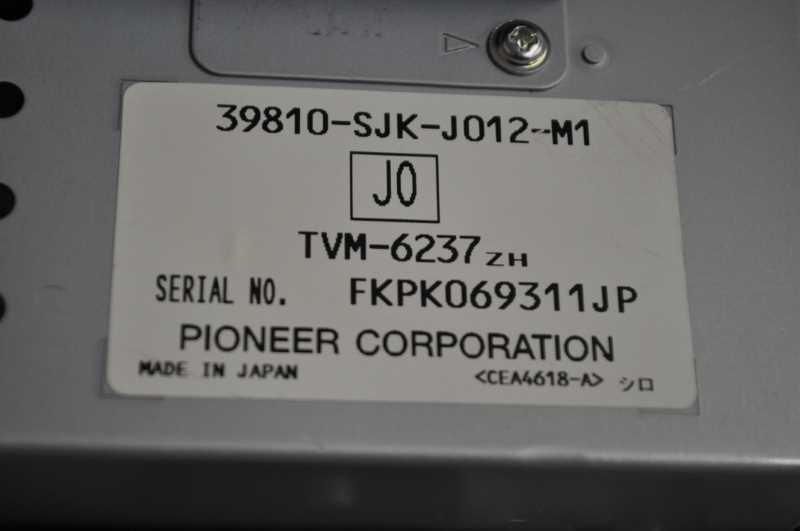 39810-SJK-J012-M1
J0
TVM-6237ZH
SERIAL NO. FKPK069311JP
PIONEER CORPORATION
MADE IN JAPAN <CEA4618-A> シロ